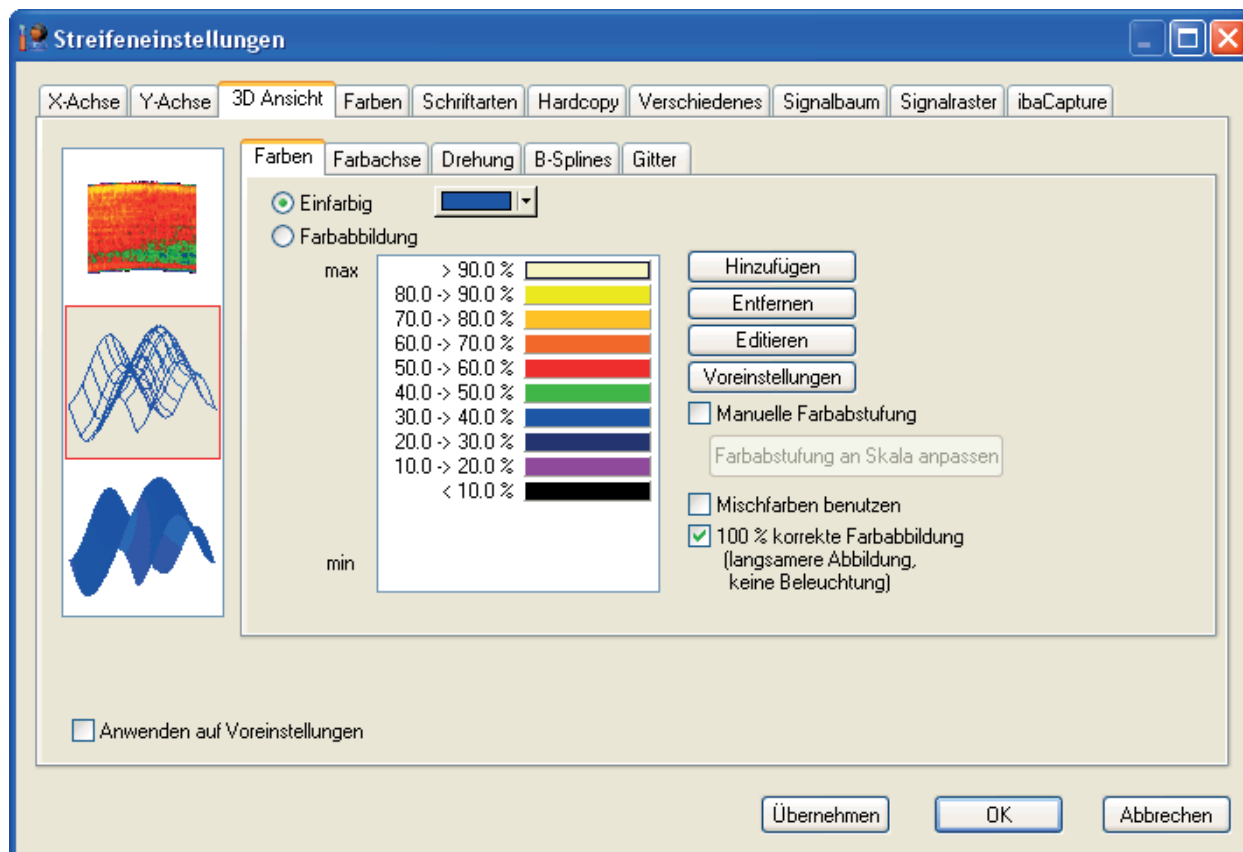 Streifeneinstellungen
X-Achse Y-Achse 3D Ansicht Farben Schriftarten Hardcopy Verschiedenes Signalbaum Signalraster ibaCapture
Farben Farbachse Drehung B-Splines Gitter
Einfarbig
Farbabbildung
max
> 90.0 %
80.0 -> 90.0 %
70.0 -> 80.0 %
60.0 -> 70.0 %
50.0 -> 60.0 %
40.0 -> 50.0 %
30.0 -> 40.0 %
20.0 -> 30.0 %
10.0 -> 20.0 %
< 10.0 %
min
Hinzufügen
Entfernen
Editieren
Voreinstellungen
Manuelle Farbabstufung
Farbabstufung an Skala anpassen
Mischfarben benutzen
100 % korrekte Farbabbildung
(langsamere Abbildung,
keine Beleuchtung)
Anwenden auf Voreinstellungen
Übernehmen OK Abbrechen